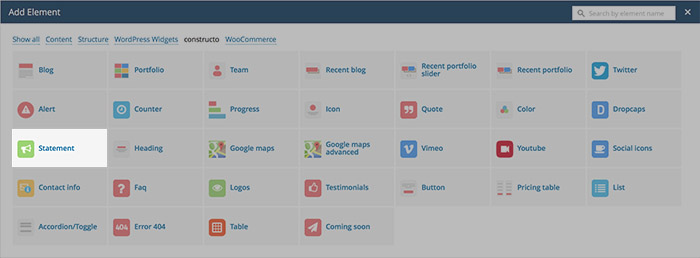 Add Element
Search by element name
Show all Content Structure WordPress Widgets constructo WooCommerce
Blog Portfolio Team Recent blog Recent portfolio slider Recent portfolio Twitter
Alert Counter Progress Icon Quote Color Dropcaps
Statement Heading Google maps Google maps advanced Vimeo Youtube Social icons
Contact info Faq Logos Testimonials Button Pricing table List
Accordion/Toggle 404 Error 404 Table Coming soon